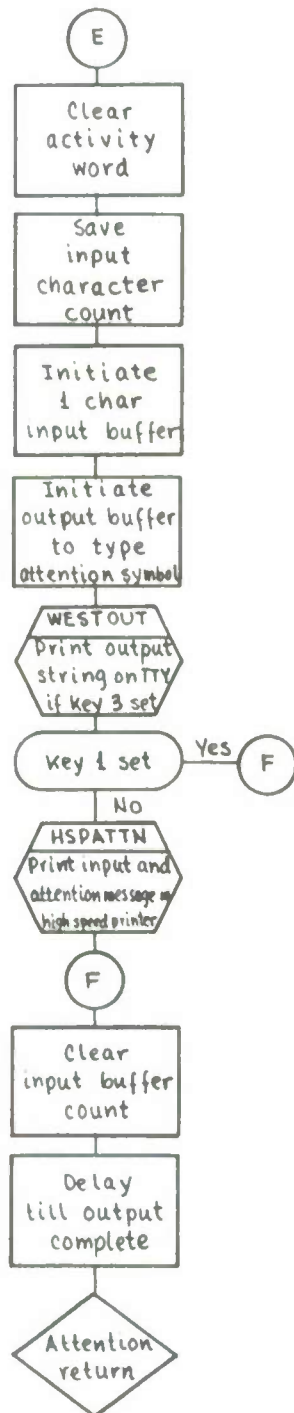 E
Clear
activity
word
Save
input
character
count
Initiate
1 char
input buffer
Initiate
output buffer
to type
attention symbol
WESTOUT
Print output
string on TTY
if key 3 set
Key 1 set
Yes
F
No
HSPATTN
Print input and
attention message on
high speed printer
F
Clear
input buffer
count
Delay
till output
complete
Attention
return